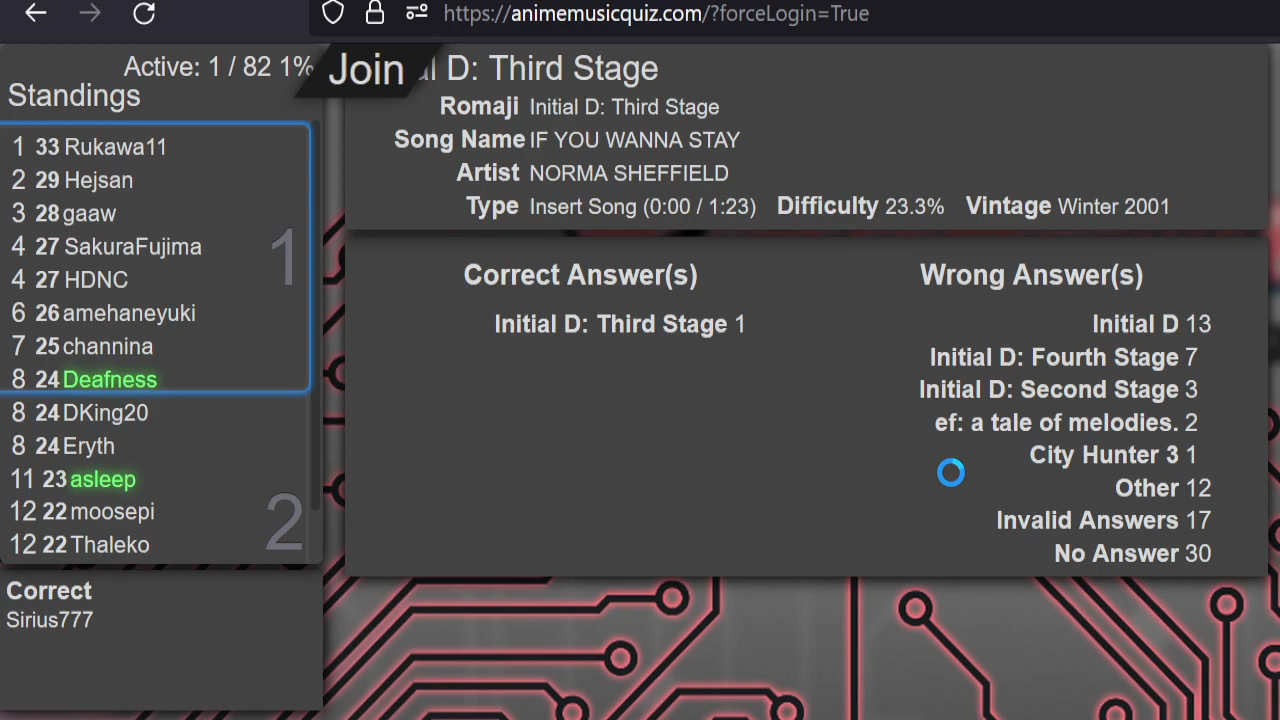 https://animemusicquiz.com/?forceLogin=True
Active: 1 / 82 1%
Standings
1 33 Rukawa11
2 29 Hejsan
3 28 gaaw
4 27 SakuraFujima
4 27 HDNC
6 26 amehaneyuki
7 25 channina
8 24 Deafness
1
8 24 DKing20
8 24 Eryth
11 23 asleep
12 22 moosepi
12 22 Thaleko
2
Correct
Sirius777
Join
al D: Third Stage
Romaji Initial D: Third Stage
Song Name IF YOU WANNA STAY
Artist NORMA SHEFFIELD
Type Insert Song (0:00 / 1:23) Difficulty 23.3% Vintage Winter 2001
Correct Answer(s)
Initial D: Third Stage 1
Wrong Answer(s)
Initial D 13
Initial D: Fourth Stage 7
Initial D: Second Stage 3
ef: a tale of melodies. 2
City Hunter 3 1
Other 12
Invalid Answers 17
No Answer 30